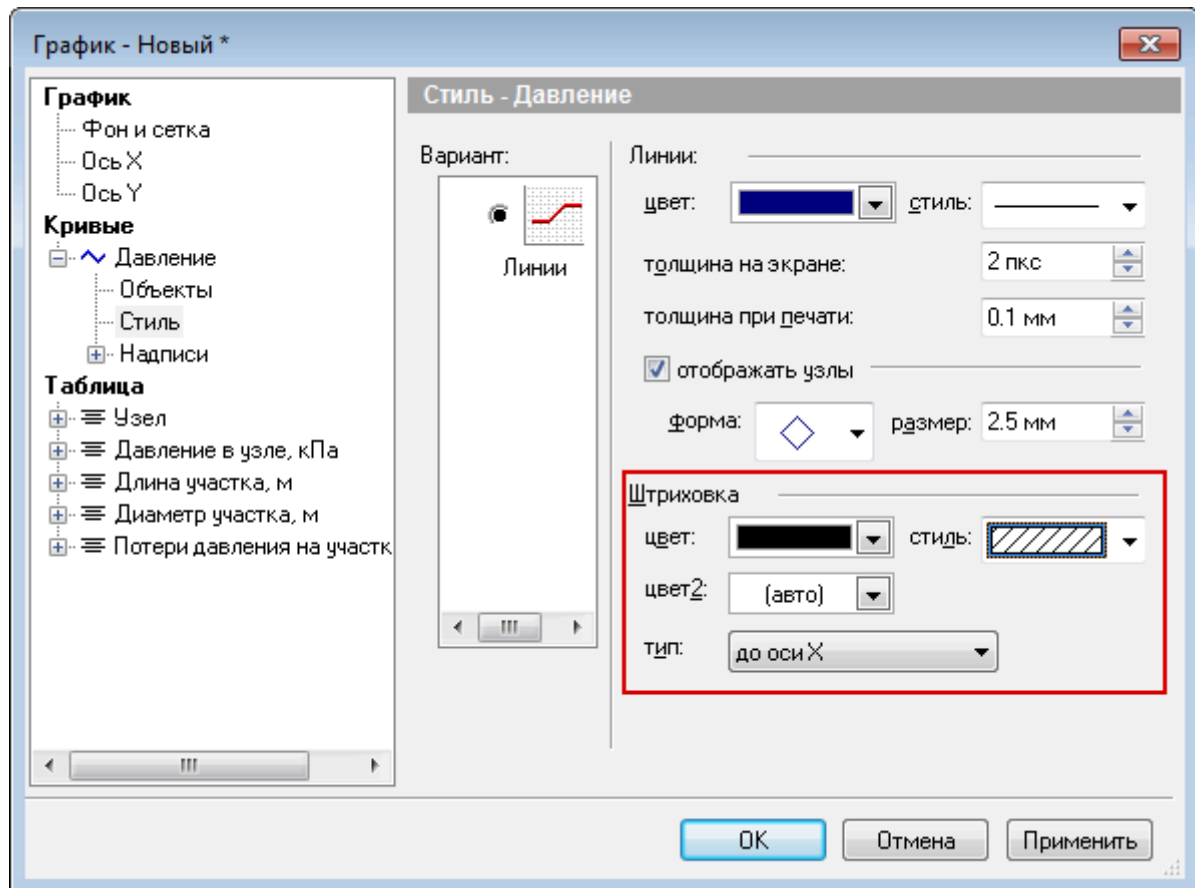 График - Новый *
График
Фон и сетка
Ось X
Ось Y
Кривые
Давление
Объекты
Стиль
Надписи
Таблица
Узел
Давление в узле, кПа
Длина участка, м
Диаметр участка, м
Потери давления на участк
Стиль - Давление
Вариант:
Линии
Линии:
цвет: стиль:
толщина на экране: 2 пкс
толщина при печати: 0.1 мм
отображать узлы
форма: размер: 2.5 мм
Штриховка
цвет: стиль:
цвет2: (авто)
тип: до оси X
OK Отмена Применить